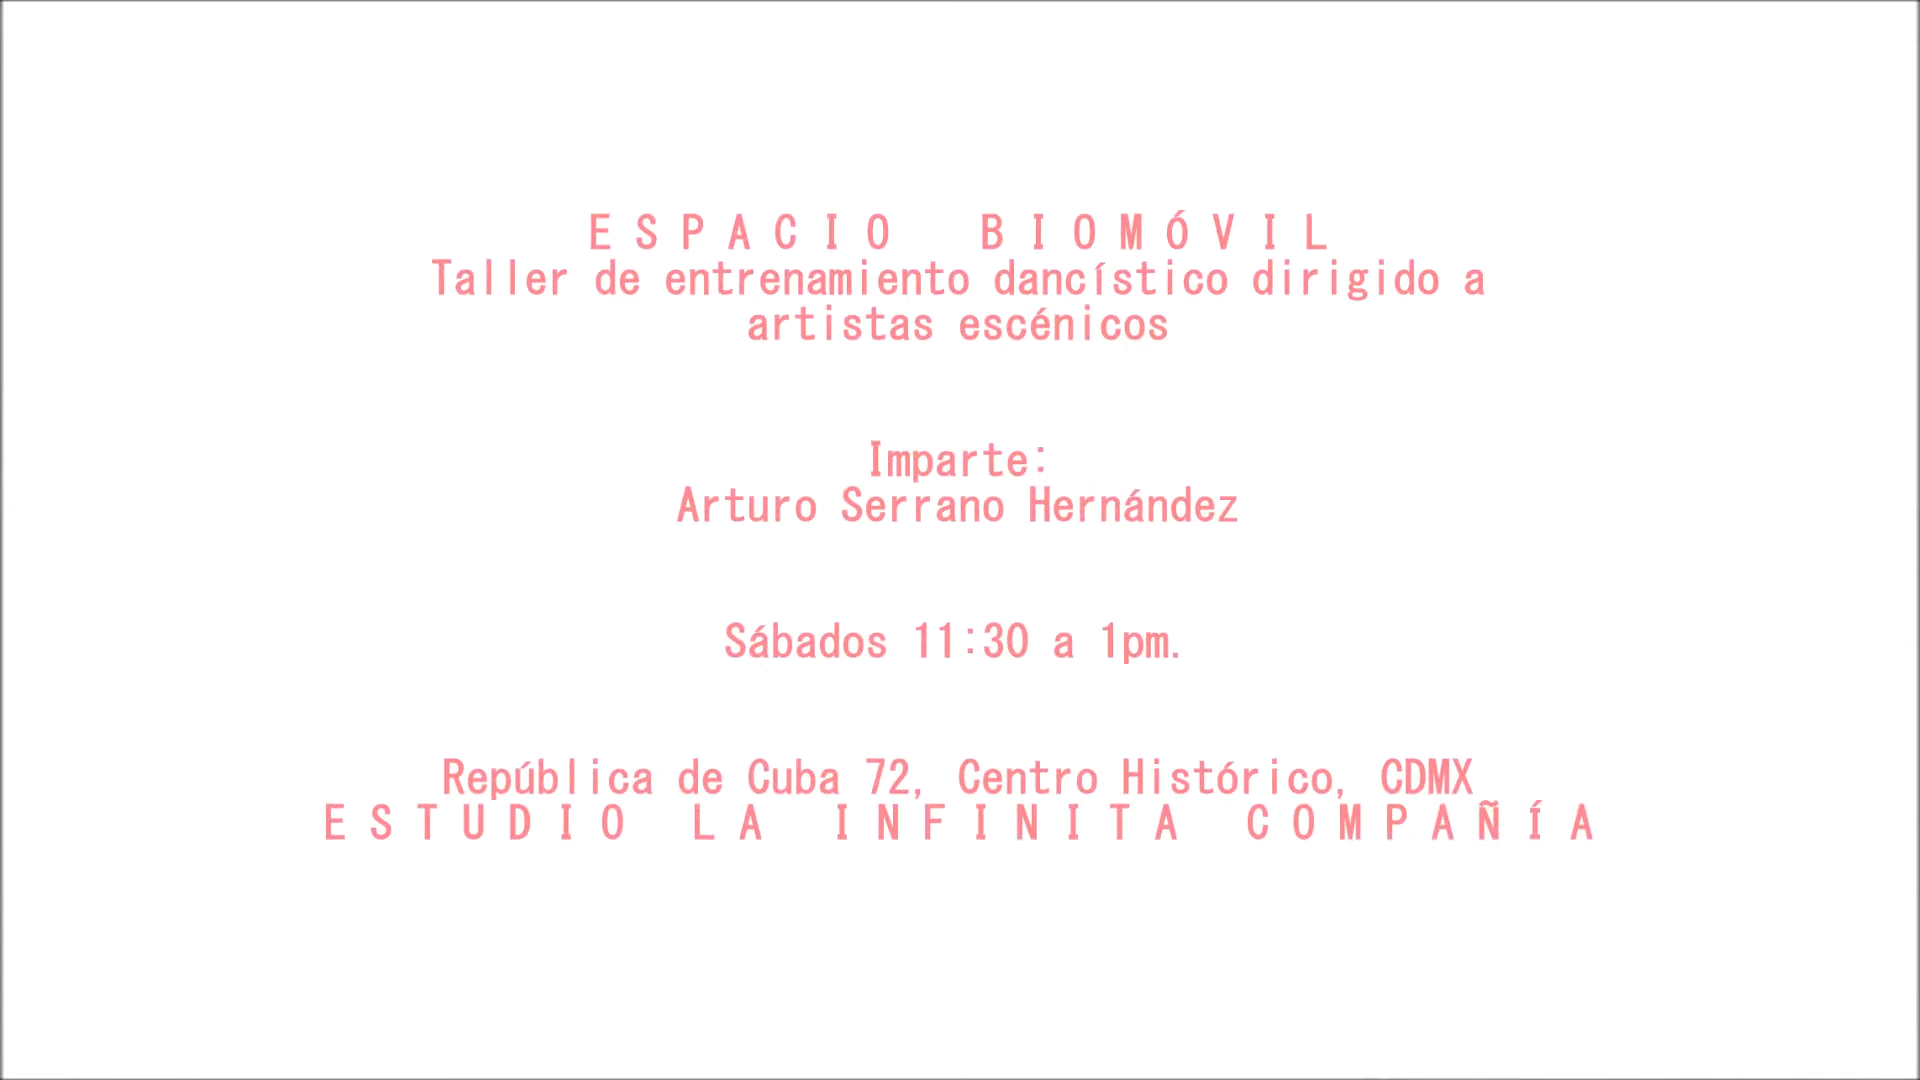 ESPACIO BIOMÓVIL
Taller de entrenamiento dancístico dirigido a
artistas escénicos
Imparte:
Arturo Serrano Hernández
Sábados 11:30 a 1pm.
República de Cuba 72, Centro Histórico, CDMX
ESTUDIO LA INFINITA COMPAÑÍA